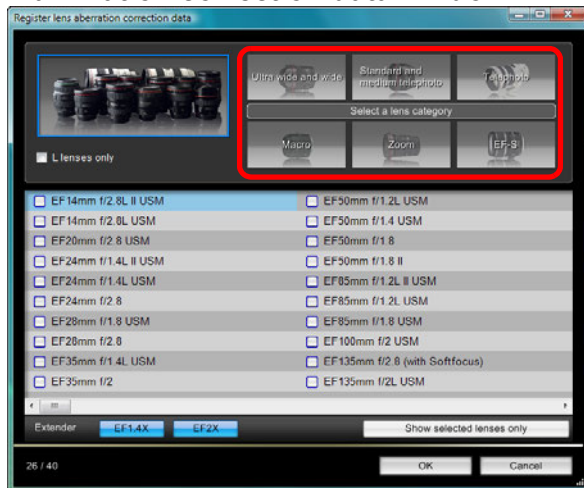 Register lens aberration correction data
Ultra wide and wide
Standard and medium telephoto
Telephoto
Select a lens category
Macro
Zoom
EF-S
L lenses only
EF14mm f/2.8L II USM
EF14mm f/2.8L USM
EF20mm f/2.8 USM
EF24mm f/1.4L II USM
EF24mm f/1.4L USM
EF24mm f/2.8
EF28mm f/1.8 USM
EF28mm f/2.8
EF35mm f/1.4L USM
EF35mm f/2
EF50mm f/1.2L USM
EF50mm f/1.4 USM
EF50mm f/1.8
EF50mm f/1.8 II
EF85mm f/1.2L II USM
EF85mm f/1.2L USM
EF85mm f/1.8 USM
EF100mm f/2 USM
EF135mm f/2.8 (with Softfocus)
EF135mm f/2L USM
Extender
EF1.4X
EF2X
Show selected lenses only
26 / 40
OK
Cancel